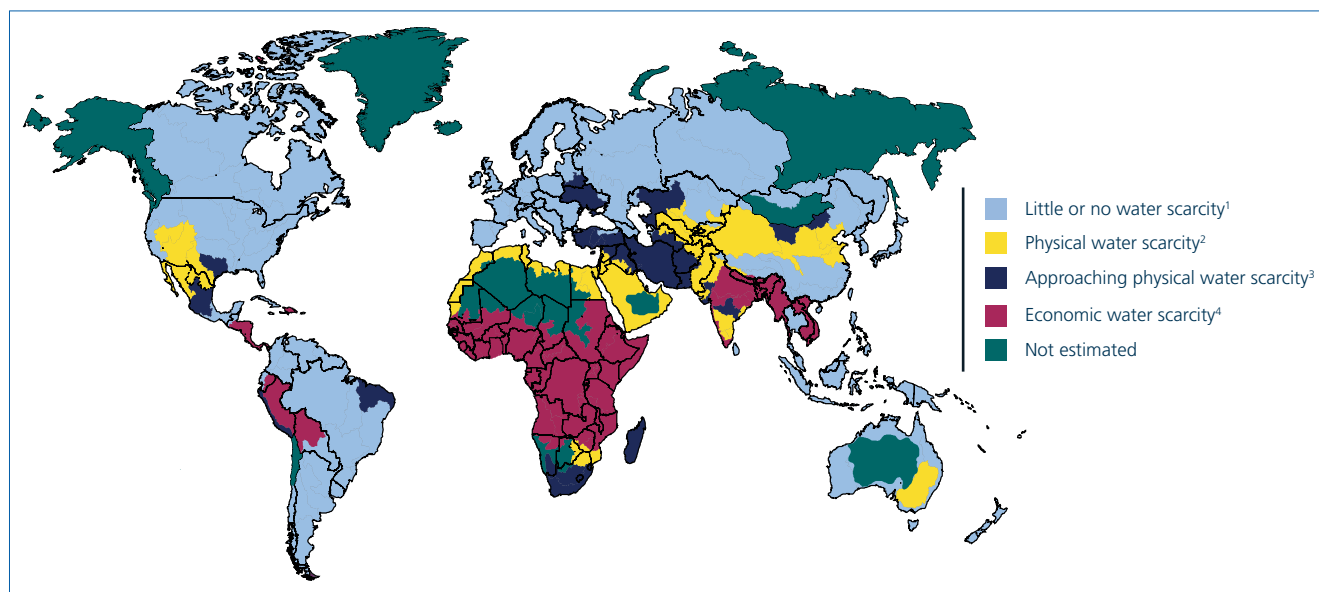 Little or no water scarcity¹
Physical water scarcity²
Approaching physical water scarcity³
Economic water scarcity⁴
Not estimated